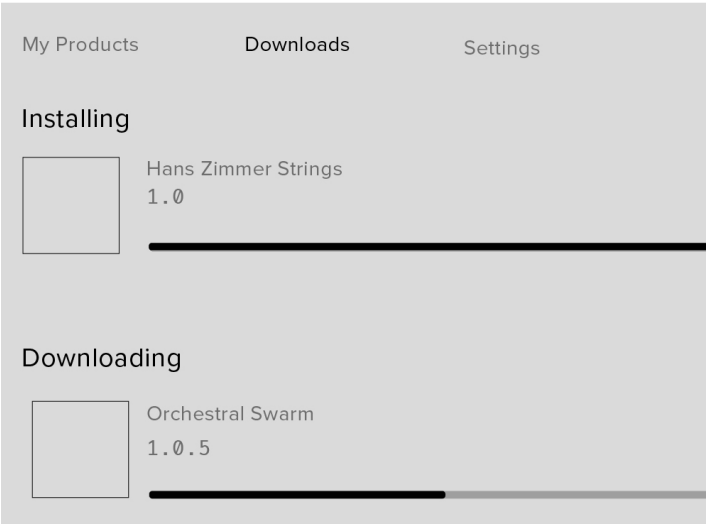 My Products
Downloads
Settings
Installing
Hans Zimmer Strings
1.0
Downloading
Orchestral Swarm
1.0.5